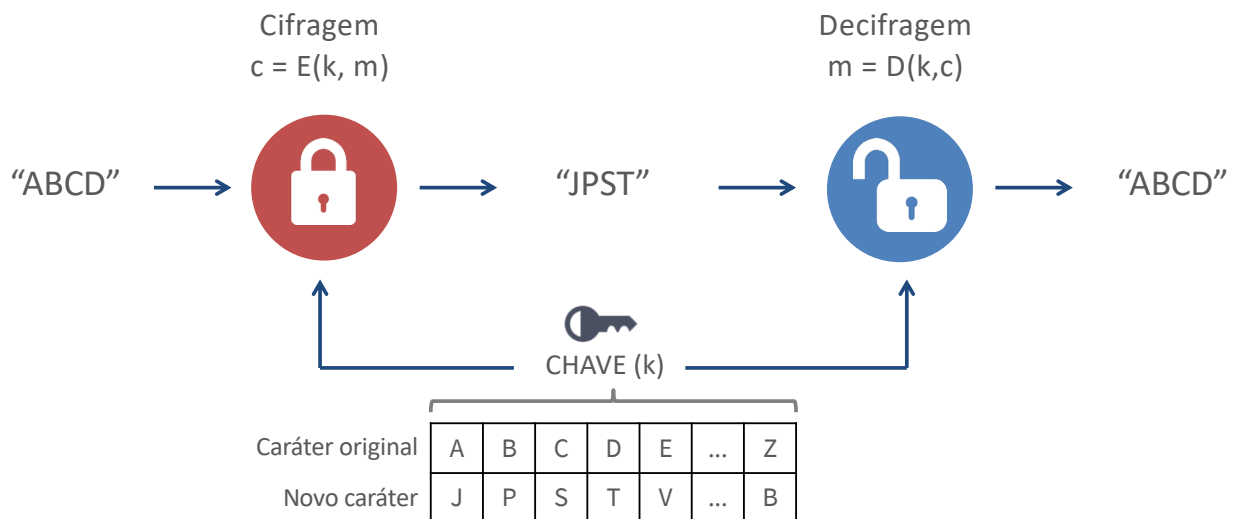 Cifragem
c = E(k, m)
Decifragem
m = D(k,c)
“ABCD”
“JPST”
“ABCD”
CHAVE (k)
Caráter original A B C D E ... Z
Novo caráter J P S T V ... B